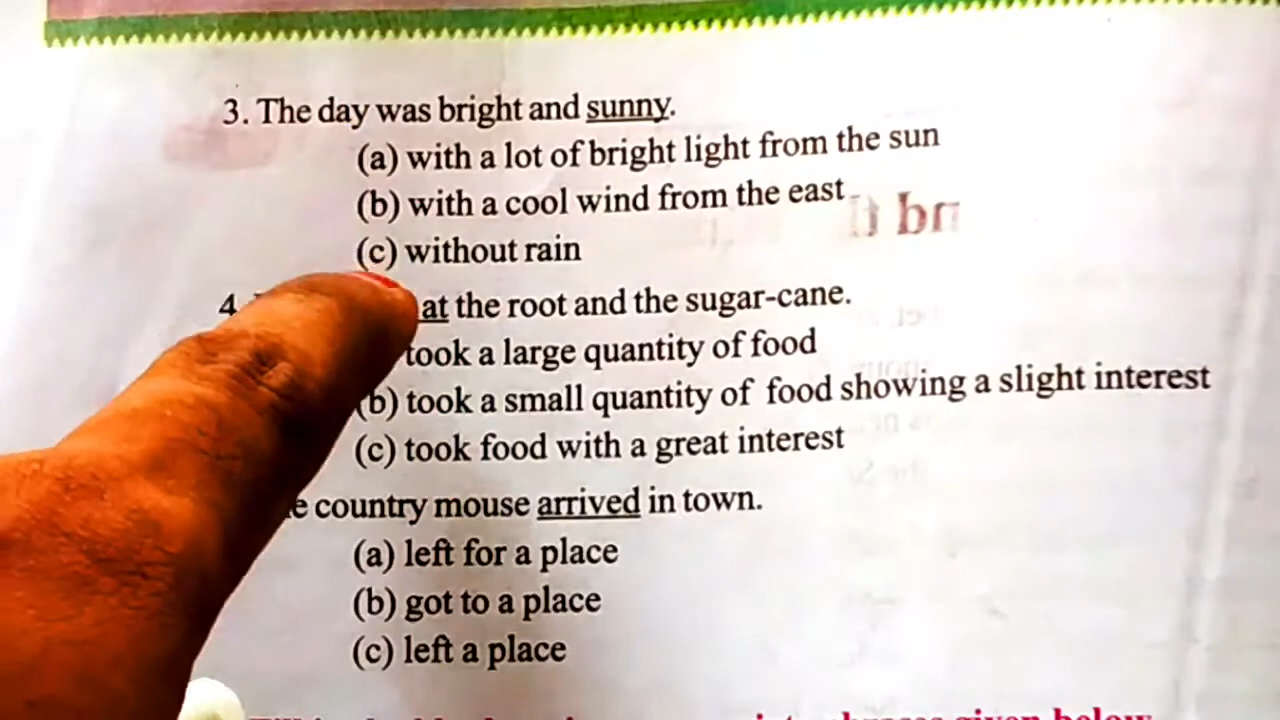 3. The day was bright and sunny.
(a) with a lot of bright light from the sun
(b) with a cool wind from the east
(c) without rain
4. at the root and the sugar-cane.
took a large quantity of food
(b) took a small quantity of food showing a slight interest
(c) took food with a great interest
country mouse arrived in town.
(a) left for a place
(b) got to a place
(c) left a place
given below